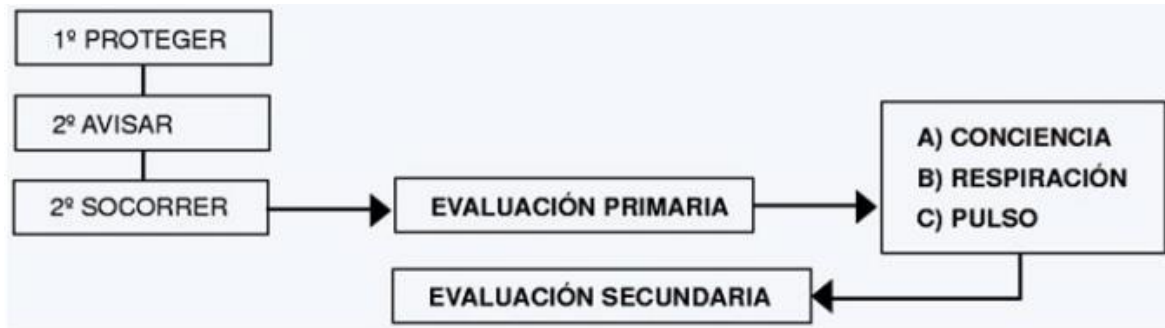 1º PROTEGER
2º AVISAR
2º SOCORRER
EVALUACIÓN PRIMARIA
A) CONCIENCIA
B) RESPIRACIÓN
C) PULSO
EVALUACIÓN SECUNDARIA